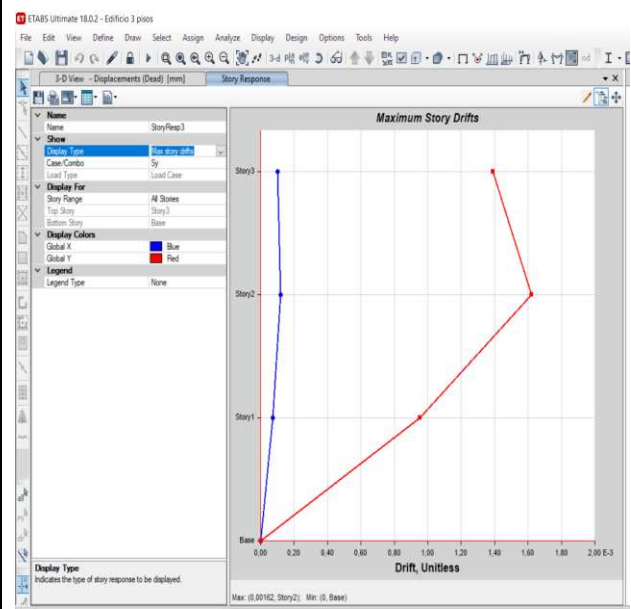 ETABS Ultimate 18.0.2 - Edificio 3 pisos
File Edit View Define Draw Select Assign Analyze Display Design Options Tools Help
3-d
nd
3-D View - Displacements (Dead) [mm]
Story Response
Name
Name StoryResp3
Show
Display Type Max story drifts
Case/Combo Sy
Load Type Load Case
Display For
Story Range All Stories
Top Story Story3
Bottom Story Base
Display Colors
Global X Blue
Global Y Red
Legend
Legend Type None
Display Type
Indicates the type of story response to be displayed.
Maximum Story Drifts
Story3
Story2
Story1
Base
0,00 0,20 0,40 0,60 0,80 1,00 1,20 1,40 1,60 1,80 2,00 E-3
Drift, Unitless
Max: (0,00162, Story2); Min: (0, Base)